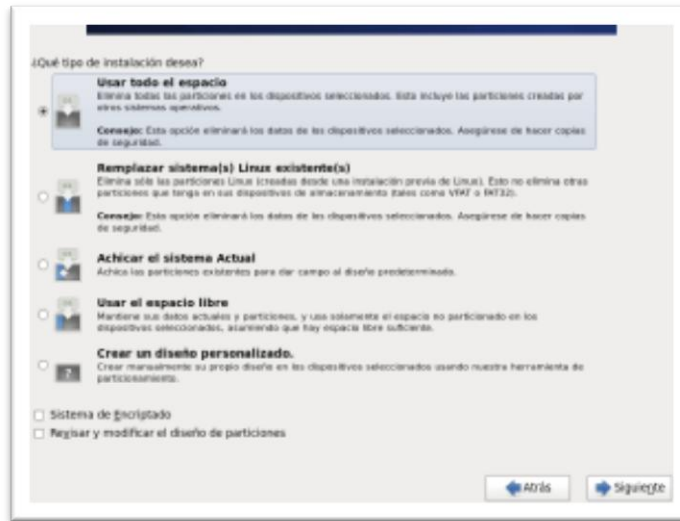 ¿Qué tipo de instalación desea?
Usar todo el espacio
Elimina todas las particiones en los dispositivos seleccionados. Esto incluye las particiones creadas por
otros sistemas operativos.
Consejo: Esta opción eliminará los datos de los dispositivos seleccionados. Asegúrese de hacer copias
de seguridad.
Remplazar sistema(s) Linux existente(s)
Elimina sólo las particiones Linux (creadas desde una instalación previa de Linux). Esto no elimina otras
particiones que tenga en sus dispositivos de almacenamiento (tales como VFAT o FAT32).
Consejo: Esta opción eliminará los datos de los dispositivos seleccionados. Asegúrese de hacer copias
de seguridad.
Achicar el sistema Actual
Achica las particiones existentes para dar campo al diseño predeterminado.
Usar el espacio libre
Mantiene sus datos actuales y particiones, y usa solamente el espacio no particionado en los
dispositivos seleccionados, asumiendo que hay espacio libre suficiente.
Crear un diseño personalizado.
Crear manualmente su propio diseño en los dispositivos seleccionados usando nuestra herramienta de
particionamiento.
Sistema de Encriptado
Revisar y modificar el diseño de particiones
Atrás Siguiente